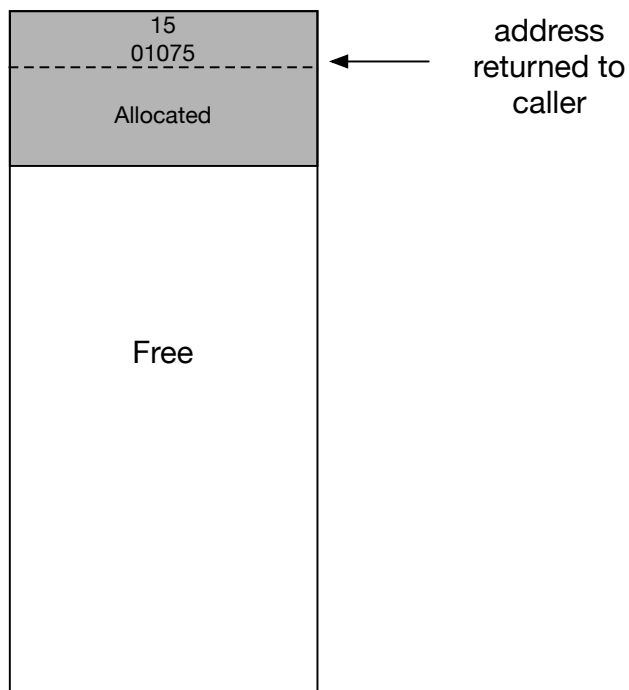 15
01075
Allocated
Free
address
returned to
caller